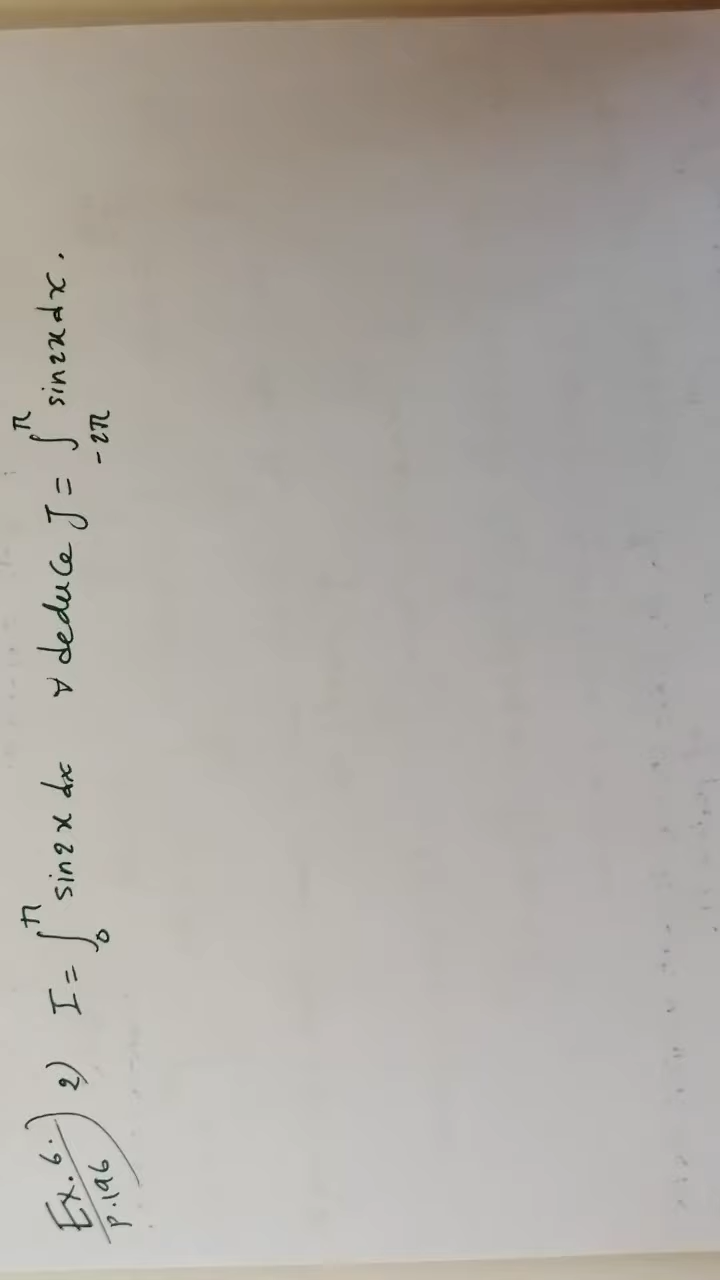 Ex. 6. 2) I = ∫₀^π sin2x dx & deduce J = ∫₋₂π^π sin2x dx.
P.196